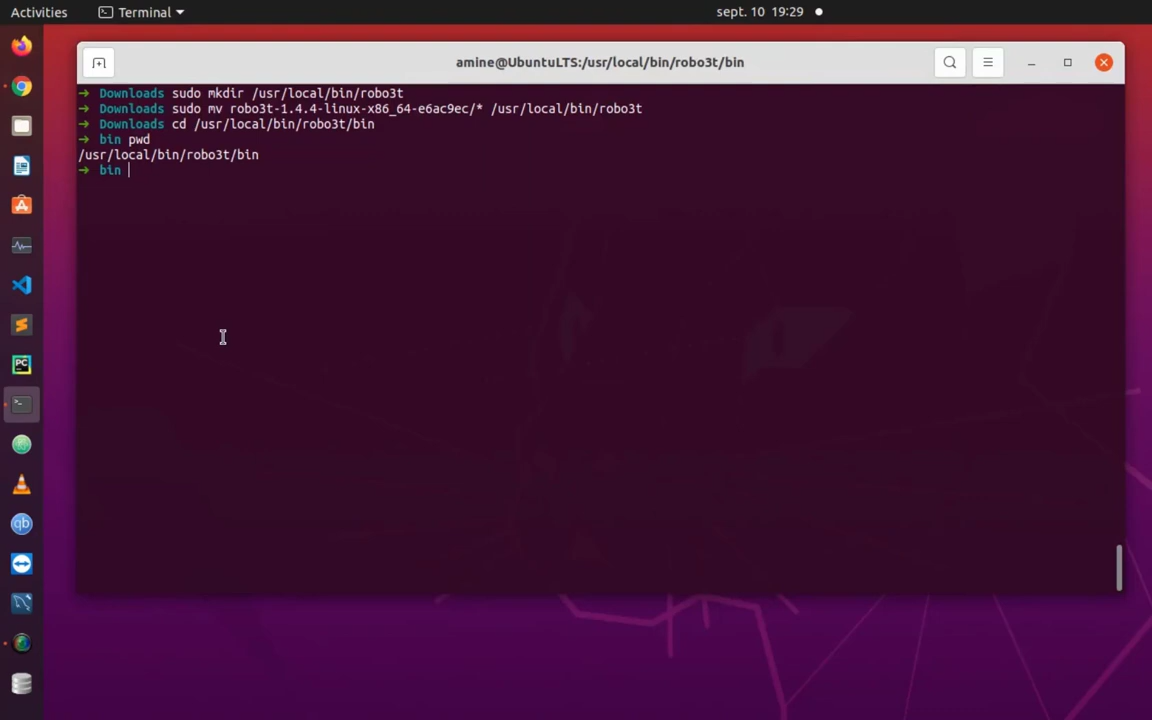 Activities
Terminal
sept. 10 19:29
amine@UbuntuLTS:/usr/local/bin/robo3t/bin
➜ Downloads sudo mkdir /usr/local/bin/robo3t
➜ Downloads sudo mv robo3t-1.4.4-linux-x86_64-e6ac9ec/* /usr/local/bin/robo3t
➜ Downloads cd /usr/local/bin/robo3t/bin
➜ bin pwd
/usr/local/bin/robo3t/bin
➜ bin
PC
qb